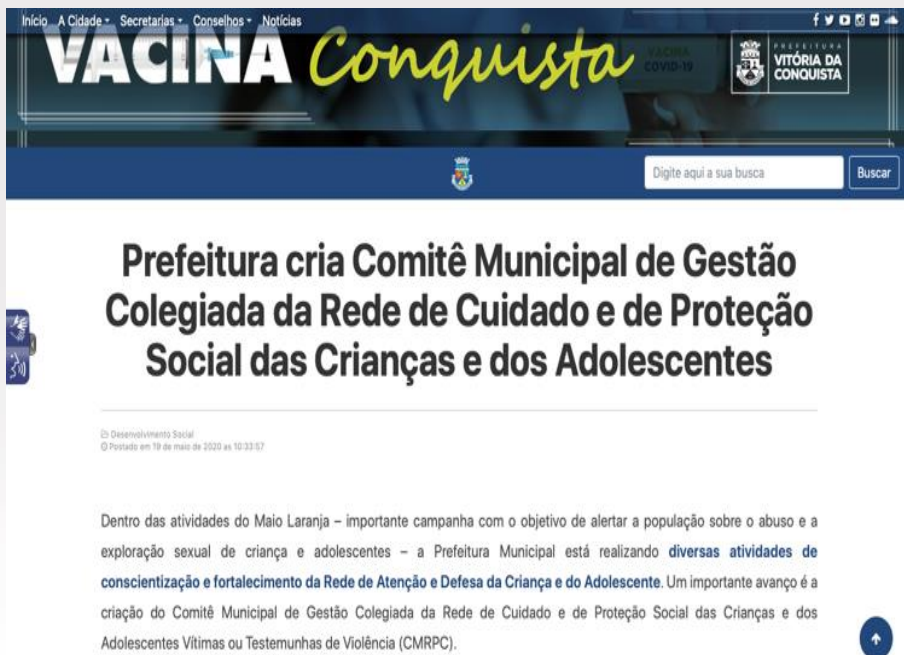 Início A Cidade Secretarias Conselhos Notícias
VACINA Conquista
VACINA
COVID-19
PREFEITURA
VITÓRIA DA
CONQUISTA
Digite aqui a sua busca
Buscar
Prefeitura cria Comitê Municipal de Gestão
Colegiada da Rede de Cuidado e de Proteção
Social das Crianças e dos Adolescentes
Desenvolvimento Social
Postado em 19 de maio de 2020 as 10:33:57
Dentro das atividades do Maio Laranja – importante campanha com o objetivo de alertar a população sobre o abuso e a
exploração sexual de criança e adolescentes – a Prefeitura Municipal está realizando diversas atividades de
conscientização e fortalecimento da Rede de Atenção e Defesa da Criança e do Adolescente. Um importante avanço é a
criação do Comitê Municipal de Gestão Colegiada da Rede de Cuidado e de Proteção Social das Crianças e dos
Adolescentes Vítimas ou Testemunhas de Violência (CMRPC).